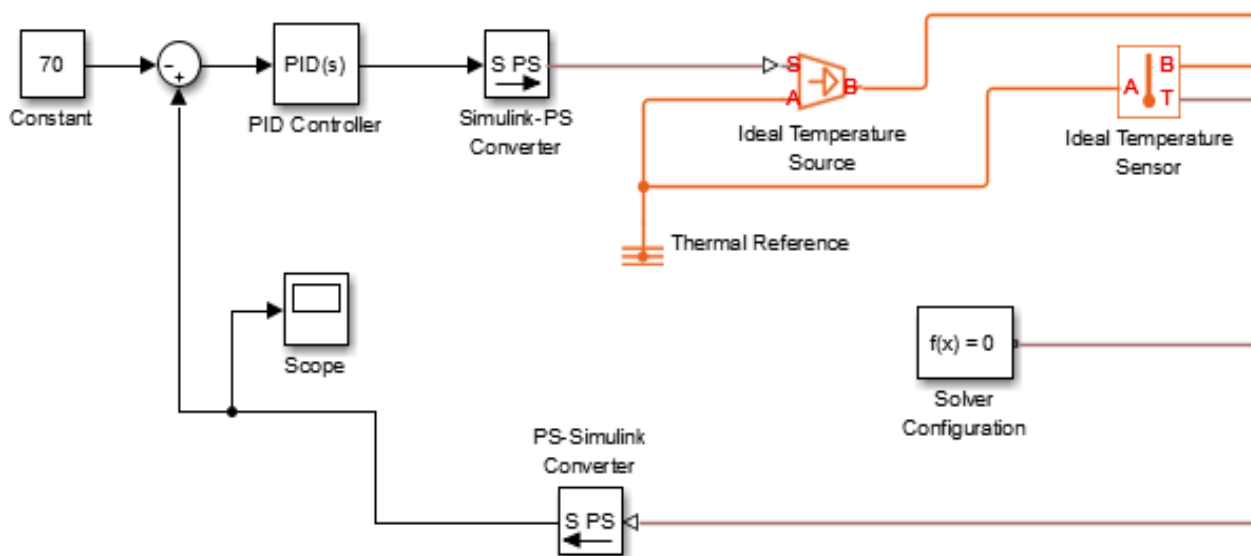 70
Constant
-
+
PID(s)
PID Controller
S PS
Simulink-PS
Converter
S
A
B
Ideal Temperature
Source
A
B
T
Ideal Temperature
Sensor
Thermal Reference
Scope
f(x) = 0
Solver
Configuration
PS-Simulink
Converter
S PS